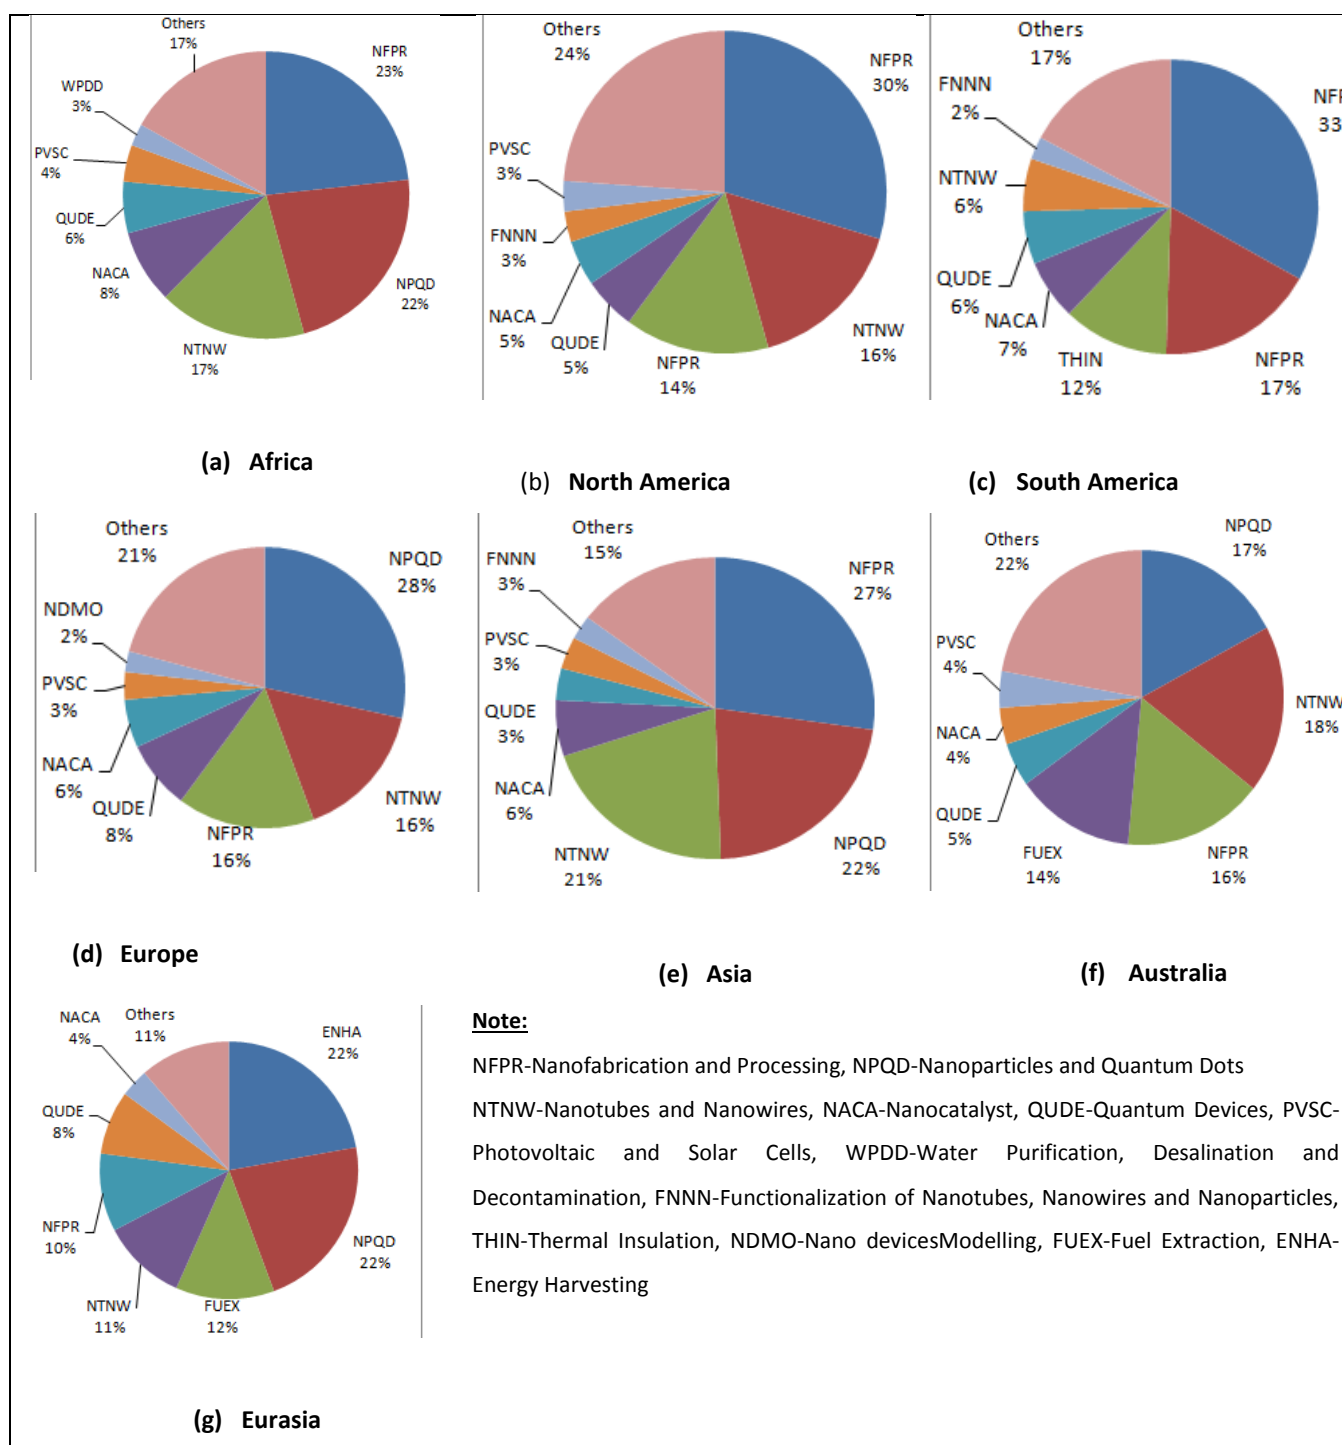 Others
17%
NFPR
23%
WPDD
3%
PVSC
4%
QUDE
6%
NACA
8%
NTNW
17%
NPQD
22%
(a) Africa
Others
24%
NFPR
30%
PVSC
3%
FNNN
3%
NACA
5%
QUDE
5%
NFPR
14%
NTNW
16%
(b) North America
Others
17%
FNNN
2%
NTNW
6%
QUDE
6%
NACA
7%
THIN
12%
NFPR
17%
33
(c) South America
Others
21%
NPQD
28%
NDMO
2%
PVSC
3%
NACA
6%
QUDE
8%
NFPR
16%
NTNW
16%
(d) Europe
Others
15%
FNNN
3%
NFPR
27%
PVSC
3%
QUDE
3%
NACA
6%
NTNW
21%
NPQD
22%
(e) Asia
NPQD
17%
Others
22%
PVSC
4%
NTNW
18%
NACA
4%
QUDE
5%
FUEX
14%
NFPR
16%
(f) Australia
NACA
4%
Others
11%
ENHA
22%
QUDE
8%
NFPR
10%
NTNW
11%
FUEX
12%
NPQD
22%
(g) Eurasia
Note:
NFPR-Nanofabrication and Processing, NPQD-Nanoparticles and Quantum Dots
NTNW-Nanotubes and Nanowires, NACA-Nanocatalyst, QUDE-Quantum Devices, PVSC-
Photovoltaic and Solar Cells, WPDD-Water Purification, Desalination and
Decontamination, FNNN-Functionalization of Nanotubes, Nanowires and Nanoparticles,
THIN-Thermal Insulation, NDMO-Nano devicesModelling, FUEX-Fuel Extraction, ENHA-
Energy Harvesting